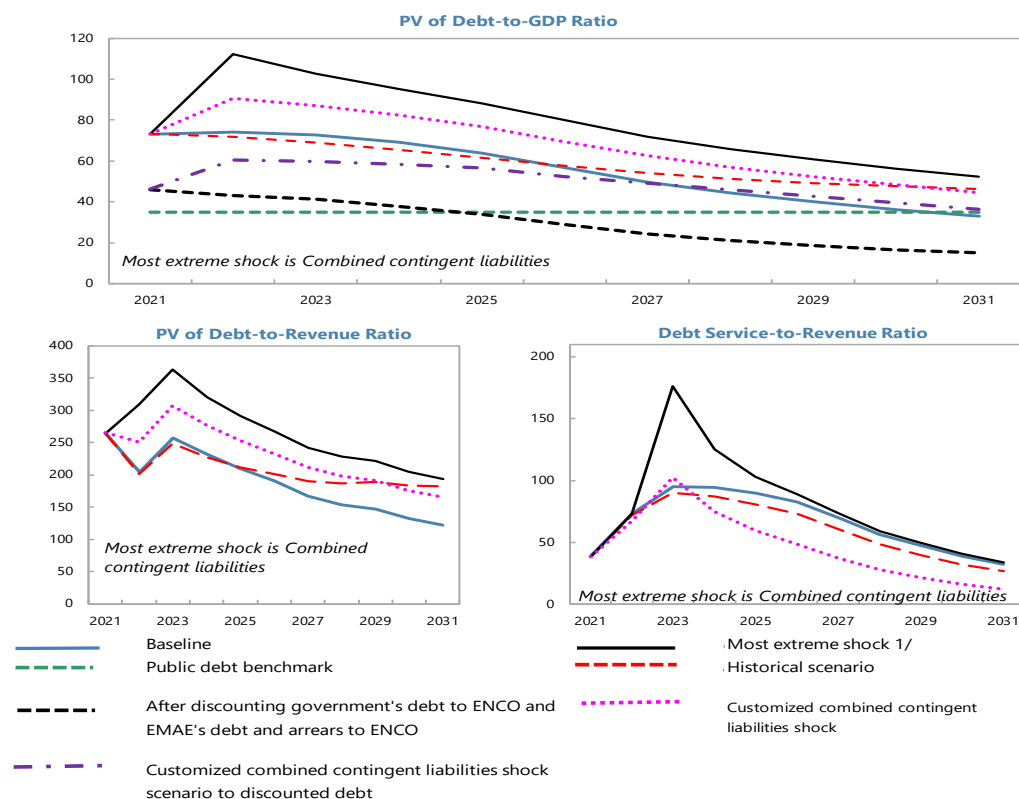 PV of Debt-to-GDP Ratio
120
100
80
60
40
20
0
Most extreme shock is Combined contingent liabilities
2021 2023 2025 2027 2029 2031
PV of Debt-to-Revenue Ratio
400
350
300
250
200
150
100
50
0
Most extreme shock is Combined
contingent liabilities
2021 2023 2025 2027 2029 2031
Debt Service-to-Revenue Ratio
200
150
100
50
0
Most extreme shock is Combined contingent liabilities
2021 2023 2025 2027 2029 2031
Baseline
Public debt benchmark
After discounting government's debt to ENCO and
EMAE's debt and arrears to ENCO
Customized combined contingent liabilities shock
scenario to discounted debt
Most extreme shock 1/
Historical scenario
Customized combined contingent
liabilities shock